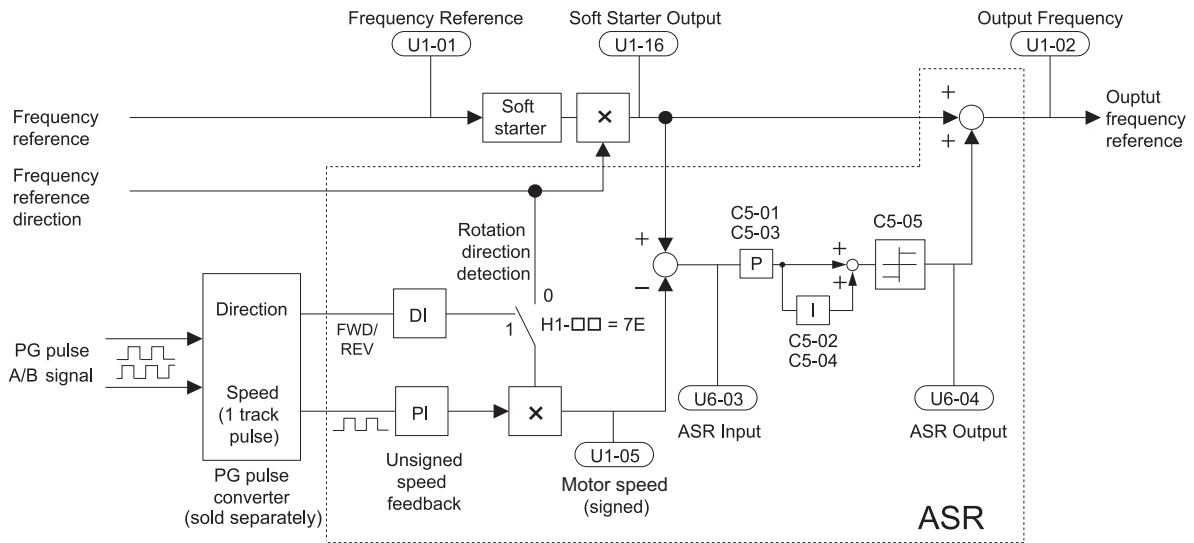 Frequency Reference
U1-01
Soft Starter Output
U1-16
Output Frequency
U1-02
Frequency
reference
Soft
starter
×
+
+
Ouptut
frequency
reference
Frequency
reference
direction
Rotation
direction
detection
+
−
C5-01
C5-03
P
+
+
I
C5-02
C5-04
C5-05
0
1
H1-□□ = 7E
PG pulse
A/B signal
Direction
Speed
(1 track
pulse)
PG pulse
converter
(sold separately)
FWD/
REV
DI
PI
×
Unsigned
speed
feedback
U1-05
Motor speed
(signed)
U6-03
ASR Input
U6-04
ASR Output
ASR